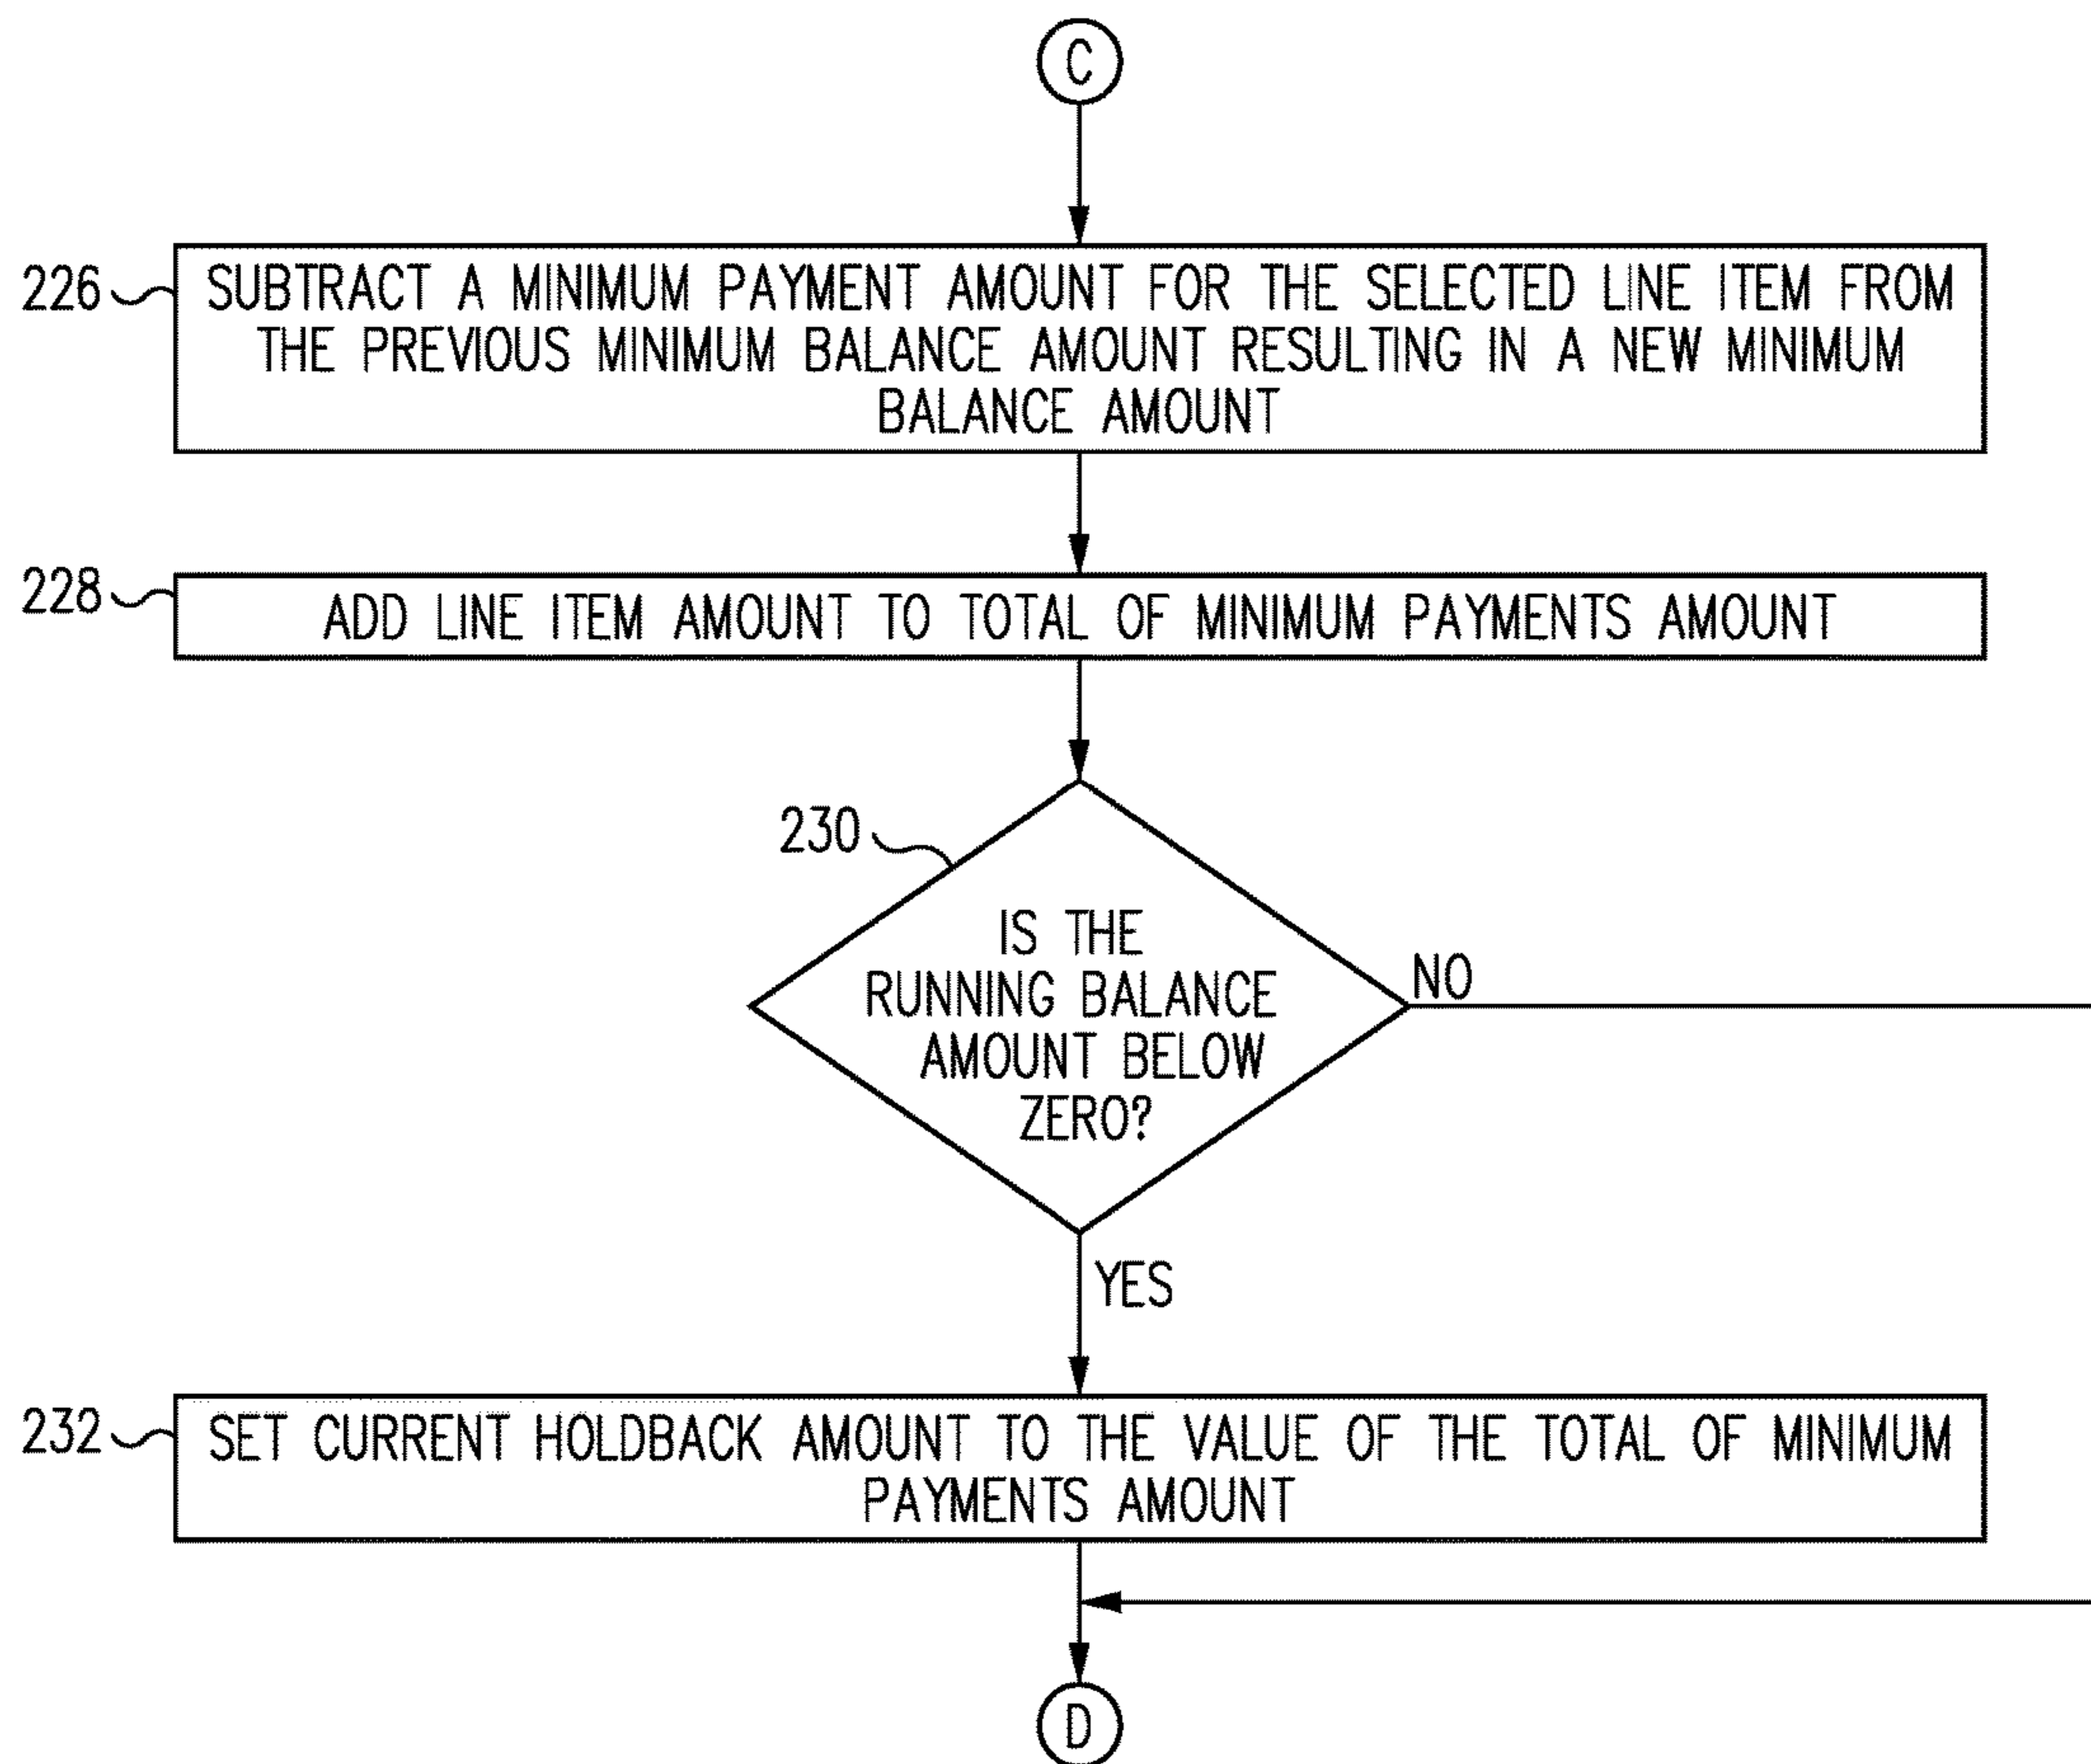 C
226
SUBTRACT A MINIMUM PAYMENT AMOUNT FOR THE SELECTED LINE ITEM FROM
THE PREVIOUS MINIMUM BALANCE AMOUNT RESULTING IN A NEW MINIMUM
BALANCE AMOUNT
228
ADD LINE ITEM AMOUNT TO TOTAL OF MINIMUM PAYMENTS AMOUNT
230
IS THE
RUNNING BALANCE
AMOUNT BELOW
ZERO?
NO
YES
232
SET CURRENT HOLDBACK AMOUNT TO THE VALUE OF THE TOTAL OF MINIMUM
PAYMENTS AMOUNT
D